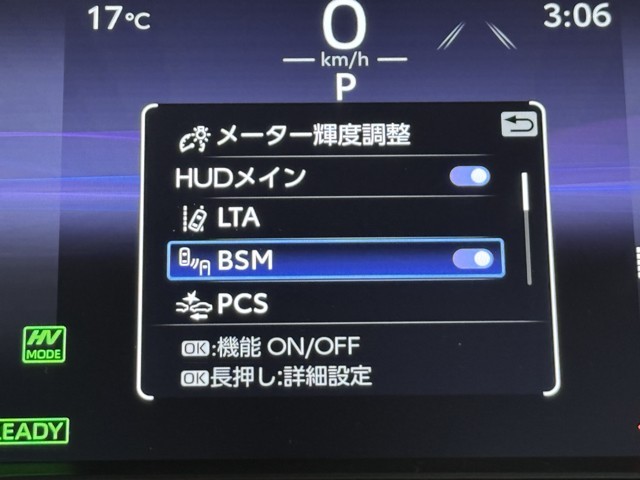 17℃
0
3:06
km/h
P
メーター輝度調整
HUDメイン
LTA
BSM
PCS
HV
MODE
OK:機能 ON/OFF
OK長押し:詳細設定
READY